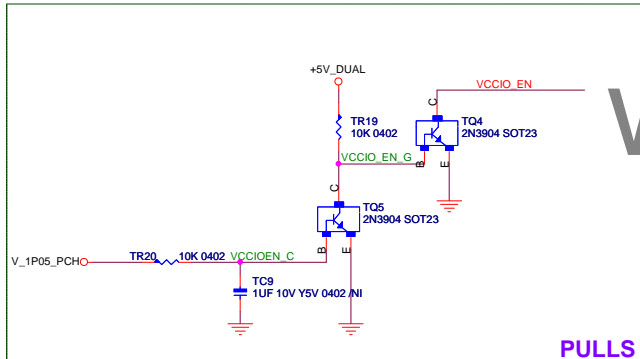 +5V_DUAL
VCCIO_EN
C
TR19
10K 0402
TQ4
2N3904 SOT23
VCCIO_EN_G
B
E
C
TQ5
2N3904 SOT23
V_1P05_PCH
TR20
10K 0402
VCCIOEN_C
B
E
TC9
1UF 10V Y5V 0402 /NI
V
PULLS